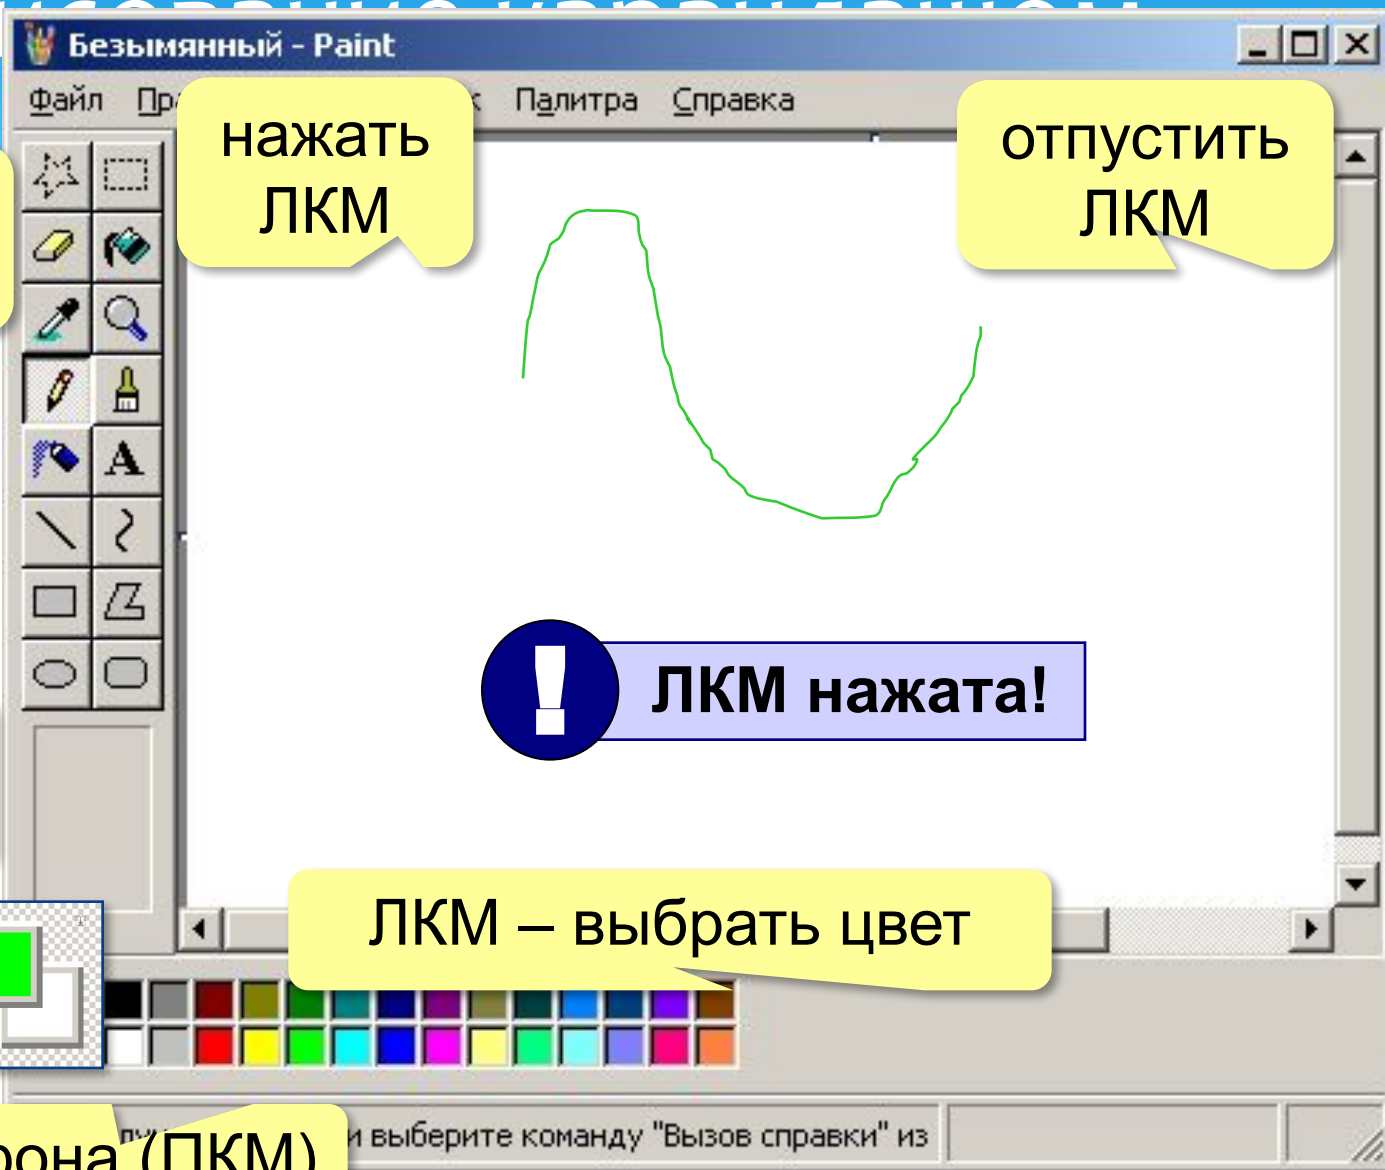 Безымянный - Paint
Файл Палитра Справка
нажать
ЛКМ
отпустить
ЛКМ
A
! ЛКМ нажата!
ЛКМ – выбрать цвет
и выберите команду "Вызов справки" из
(ПКМ)